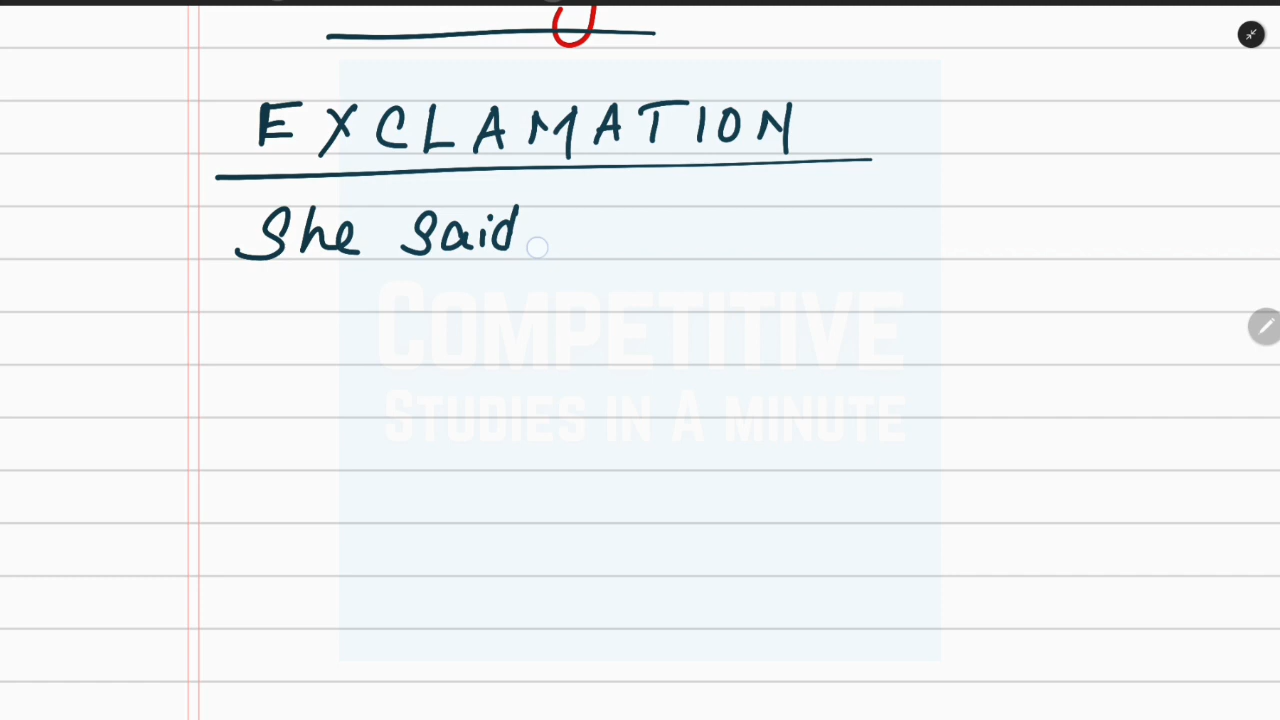 EXCLAMATION
She said
COMPETITIVE
STUDIES IN A MINUTE